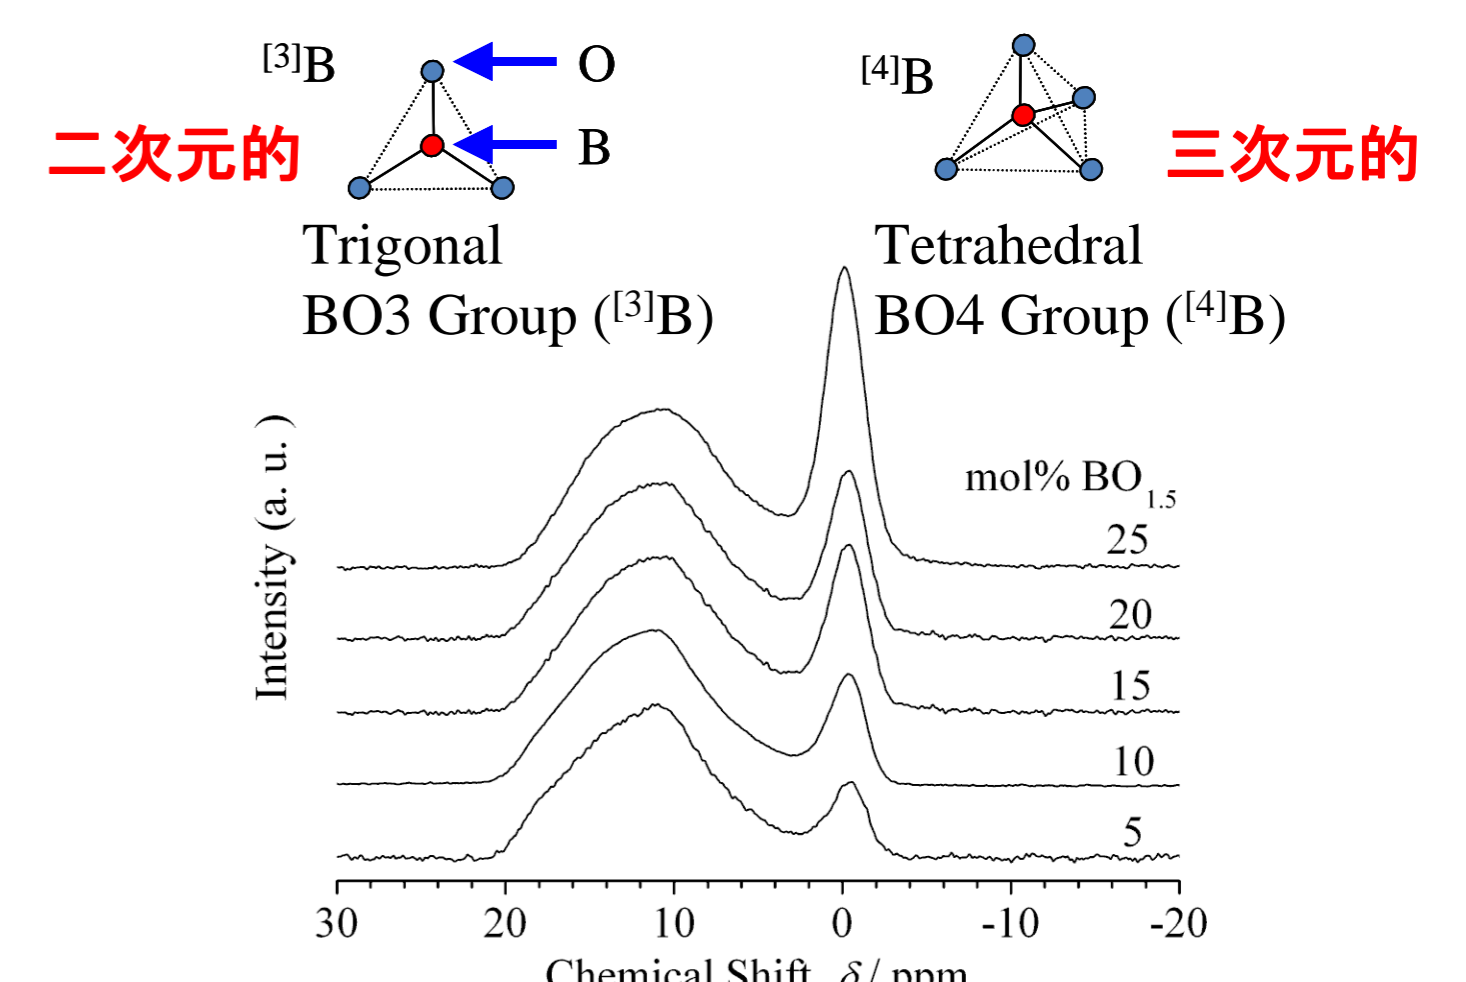 [3]B
O
[4]B
二次元的
B
三次元的
Trigonal
BO3 Group ([3]B)
Tetrahedral
BO4 Group ([4]B)
Intensity (a. u. )
mol% BO1.5
25
20
15
10
5
30 20 10 0 -10 -20
Chemical Shift, δ / ppm